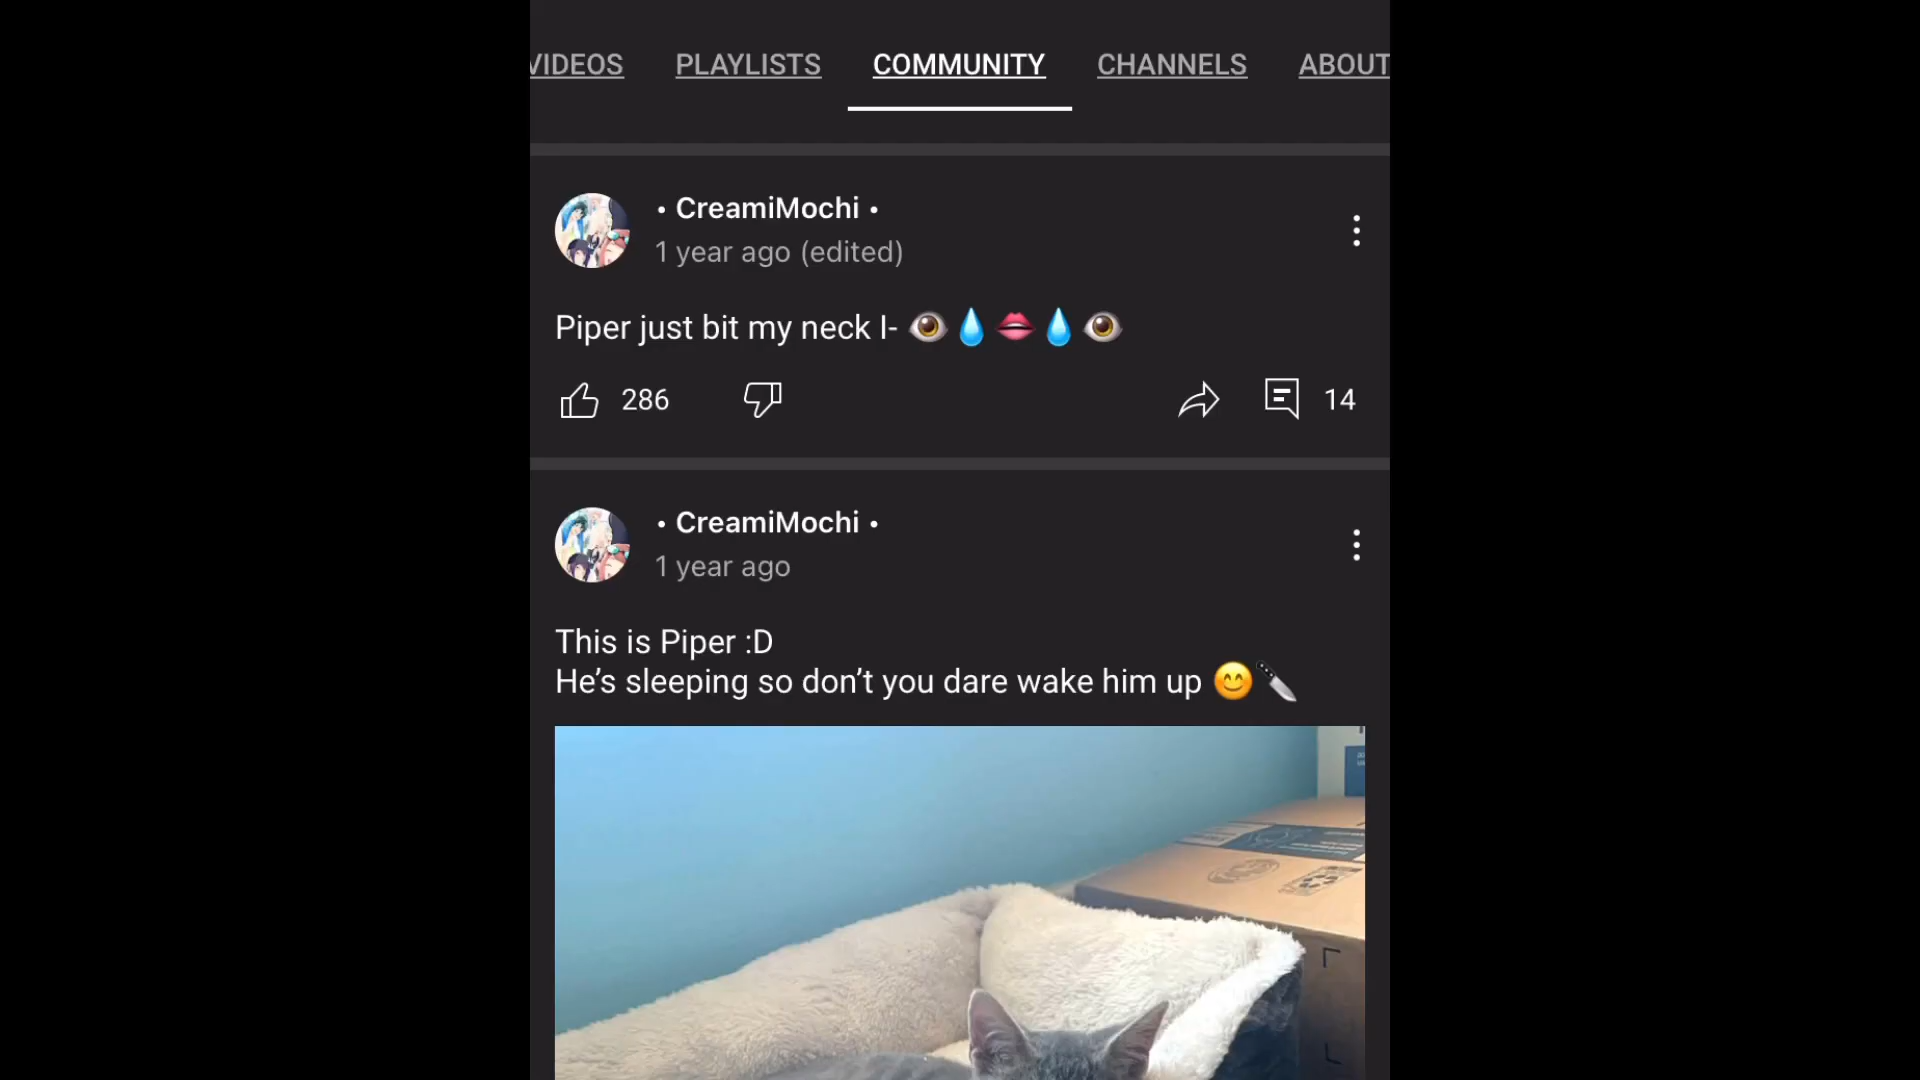 VIDEOS PLAYLISTS COMMUNITY CHANNELS ABOUT
• CreamiMochi •
1 year ago (edited)
Piper just bit my neck I- 👁️💧👄💧👁️
286 14
• CreamiMochi •
1 year ago
This is Piper :D
He’s sleeping so don’t you dare wake him up 😊🔪